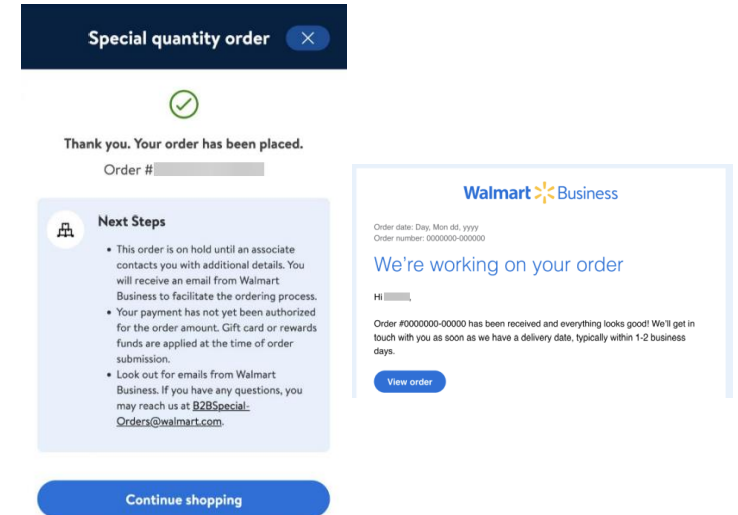 Special quantity order
Thank you. Your order has been placed.
Order #
Next Steps
• This order is on hold until an associate
contacts you with additional details. You
will receive an email from Walmart
Business to facilitate the ordering process.
• Your payment has not yet been authorized
for the order amount. Gift card or rewards
funds are applied at the time of order
submission.
• Look out for emails from Walmart
Business. If you have any questions, you
may reach us at B2BSpecial-
Orders@walmart.com.
Continue shopping
Walmart Business
Order date: Day, Mon dd, yyyy
Order number: 0000000-000000
We're working on your order
Hi ,
Order #0000000-00000 has been received and everything looks good! We'll get in
touch with you as soon as we have a delivery date, typically within 1-2 business
days.
View order